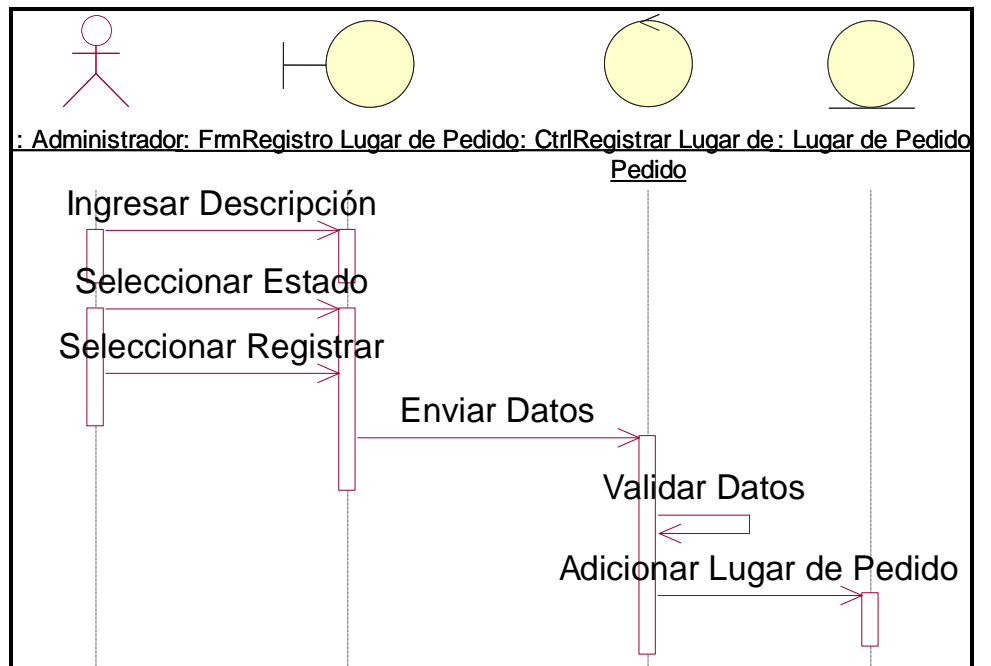 : Administrador: FrmRegistro Lugar de Pedido: CtrlRegistrar Lugar de : Lugar de Pedido
Pedido
Ingresar Descripción
Seleccionar Estado
Seleccionar Registrar
Enviar Datos
Validar Datos
Adicionar Lugar de Pedido